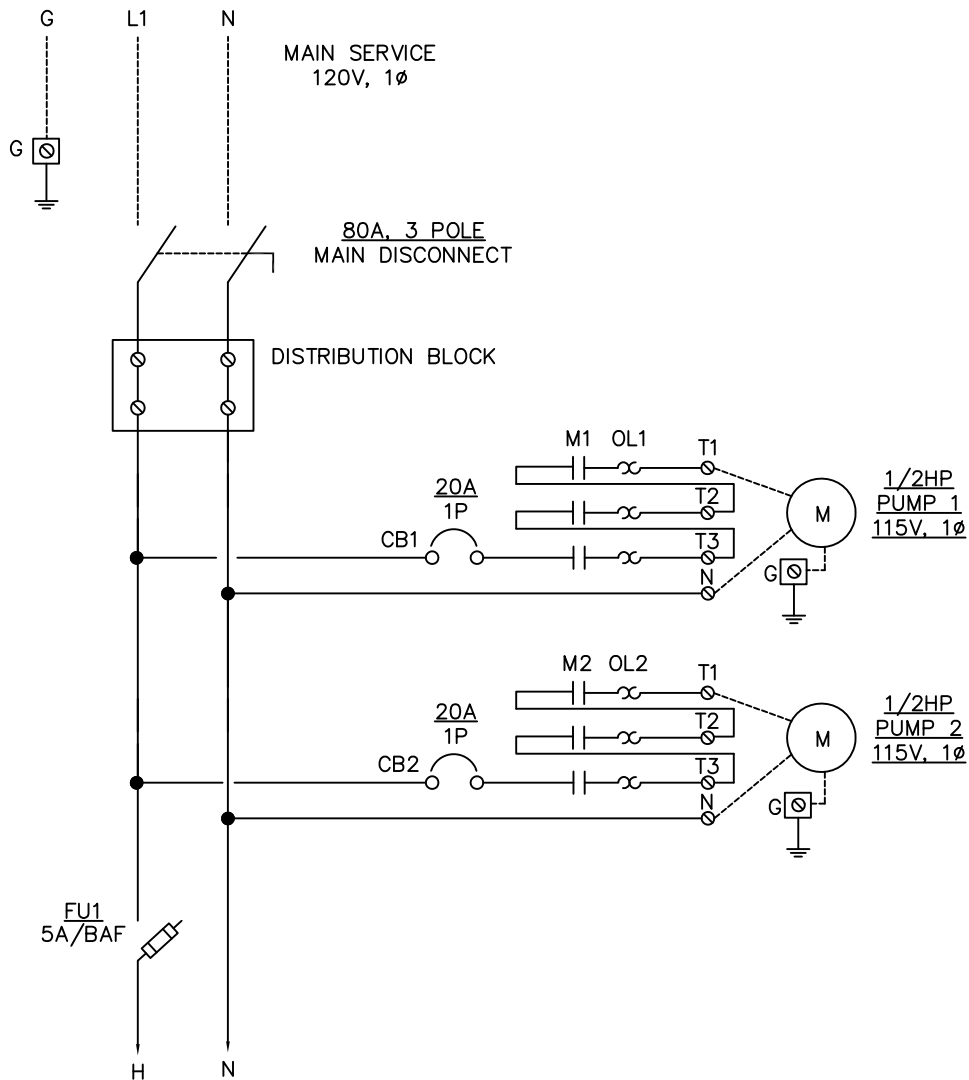 G L1 N
MAIN SERVICE
120V, 1ø
G
80A, 3 POLE
MAIN DISCONNECT
DISTRIBUTION BLOCK
M1 OL1 T1
20A
1P
CB1
T2
T3
N
M
G
1/2HP
PUMP 1
115V, 1ø
M2 OL2 T1
20A
1P
CB2
T2
T3
N
M
G
1/2HP
PUMP 2
115V, 1ø
FU1
5A/BAF
H N